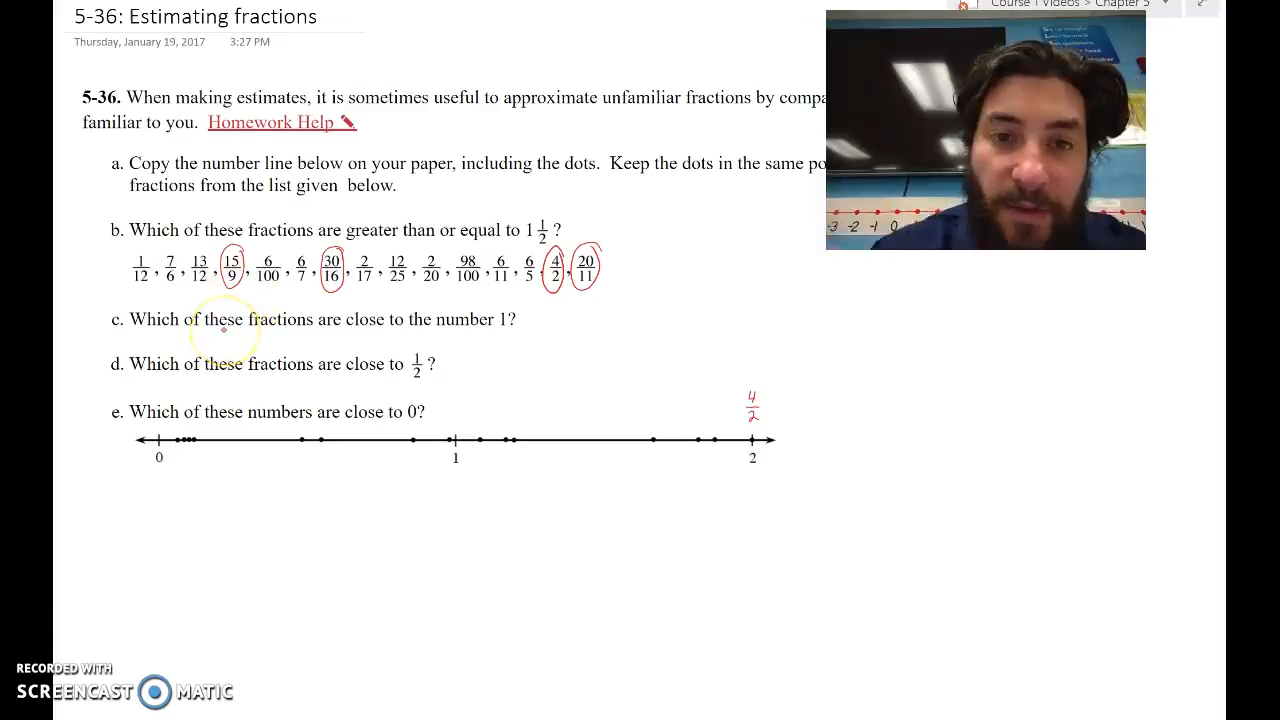 5-36: Estimating fractions
Course 1 Videos > Chapter 5
Thursday, January 19, 2017 3:27 PM
5-36. When making estimates, it is sometimes useful to approximate unfamiliar fractions by
familiar to you. Homework Help
a. Copy the number line below on your paper, including the dots. Keep the dots in the same
fractions from the list given below.
b. Which of these fractions are greater than or equal to 1 1/2 ?
1/12 , 7/6 , 13/12 , 15/9 , 6/100 , 6/7 , 30/16 , 2/17 , 12/25 , 2/20 , 98/100 , 6/11 , 6/5 , 4/2 , 20/11
c. Which of these fractions are close to the number 1?
d. Which of these fractions are close to 1/2 ?
e. Which of these numbers are close to 0?
4/2
0 1 2
-3 -2 -1 0
RECORDED WITH
SCREENCAST MATIC